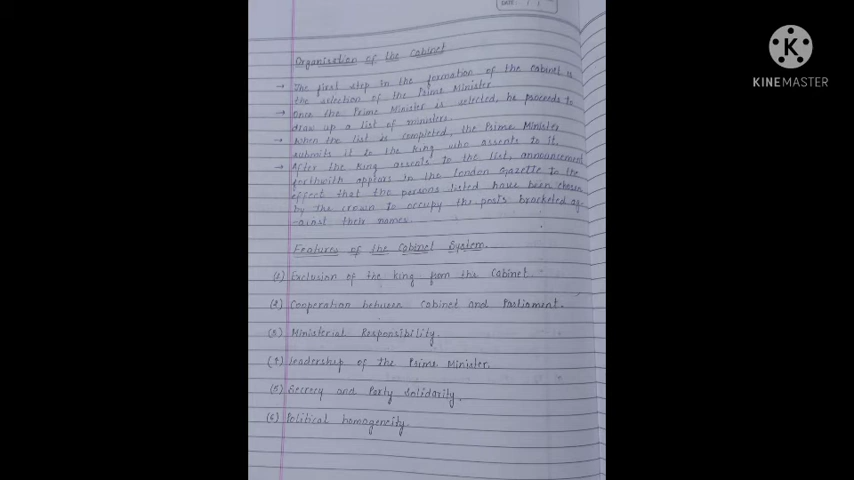 DATE: / /
K
KINEMASTER
Organisation of the Cabinet
→ The first step in the formation of the Cabinet is
the selection of the Prime Minister
→ Once the Prime Minister is selected, he proceeds to
draw up a list of ministers.
→ When the list is completed, the Prime Minister
submits it to the king who assents to it.
→ After the king assents to the list, announcement
forthwith appears in the London Gazette to the
effect that the persons listed have been chosen
by the crown to occupy the posts bracketed ag
-ainst their names.
Features of the Cabinet System.
(1) Exclusion of the king from the Cabinet.
(2) Cooperation between Cabinet and Parliament.
(3) Ministerial Responsibility.
(4) leadership of the Prime Minister.
(5) Secrecy and Party Solidarity.
(6) Political homogeneity.